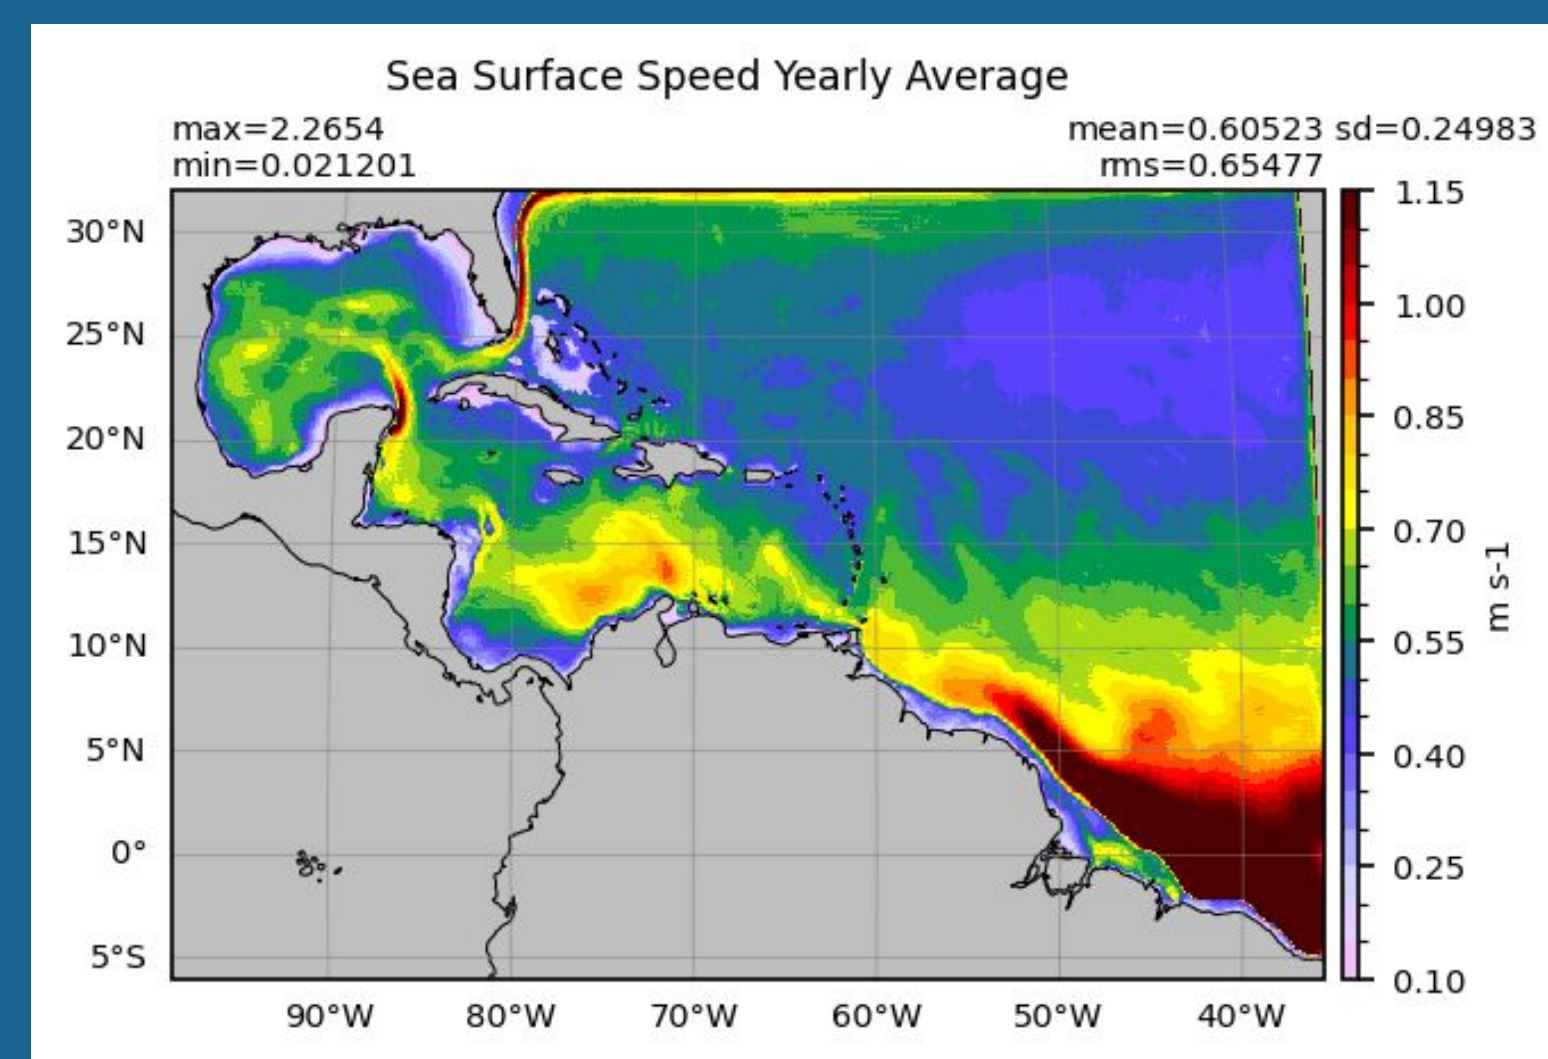 Sea Surface Speed Yearly Average
max=2.2654
mean=0.60523 sd=0.24983
min=0.021201
rms=0.65477
30°N
25°N
20°N
15°N
10°N
5°N
0°
5°S
90°W
80°W
70°W
60°W
50°W
40°W
1.15
1.00
0.85
0.70
0.55
0.40
0.25
0.10
m s-1